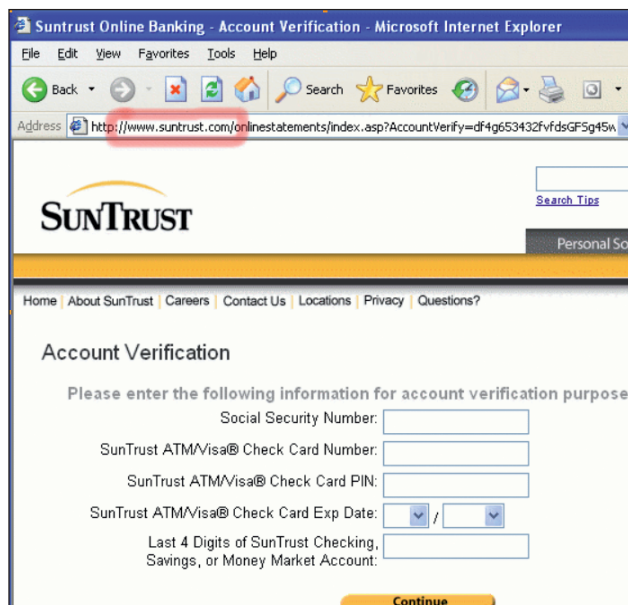 Suntrust Online Banking - Account Verification - Microsoft Internet Explorer
File Edit View Favorites Tools Help
Back Search Favorites
Address http://www.suntrust.com/onlinestatements/index.asp?AccountVerify=df4g653432fvfdsGFSg45w
Search Tips
SUNTRUST
Personal So
Home | About SunTrust | Careers | Contact Us | Locations | Privacy | Questions?
Account Verification
Please enter the following information for account verification purpose
Social Security Number:
SunTrust ATM/Visa® Check Card Number:
SunTrust ATM/Visa® Check Card PIN:
SunTrust ATM/Visa® Check Card Exp Date: /
Last 4 Digits of SunTrust Checking,
Savings, or Money Market Account:
Continue